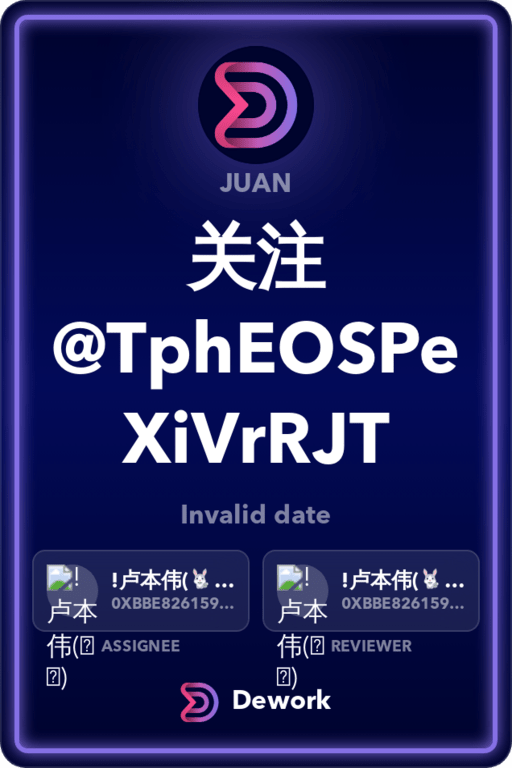 JUAN
关注
@TphEOSPe
XiVrRJT
Invalid date
!卢本伟(🐰...
0XBBE826159...
!
卢本
伟(
)
ASSIGNEE
!卢本伟(🐰...
0XBBE826159...
!
卢本
伟(
)
REVIEWER
Dework